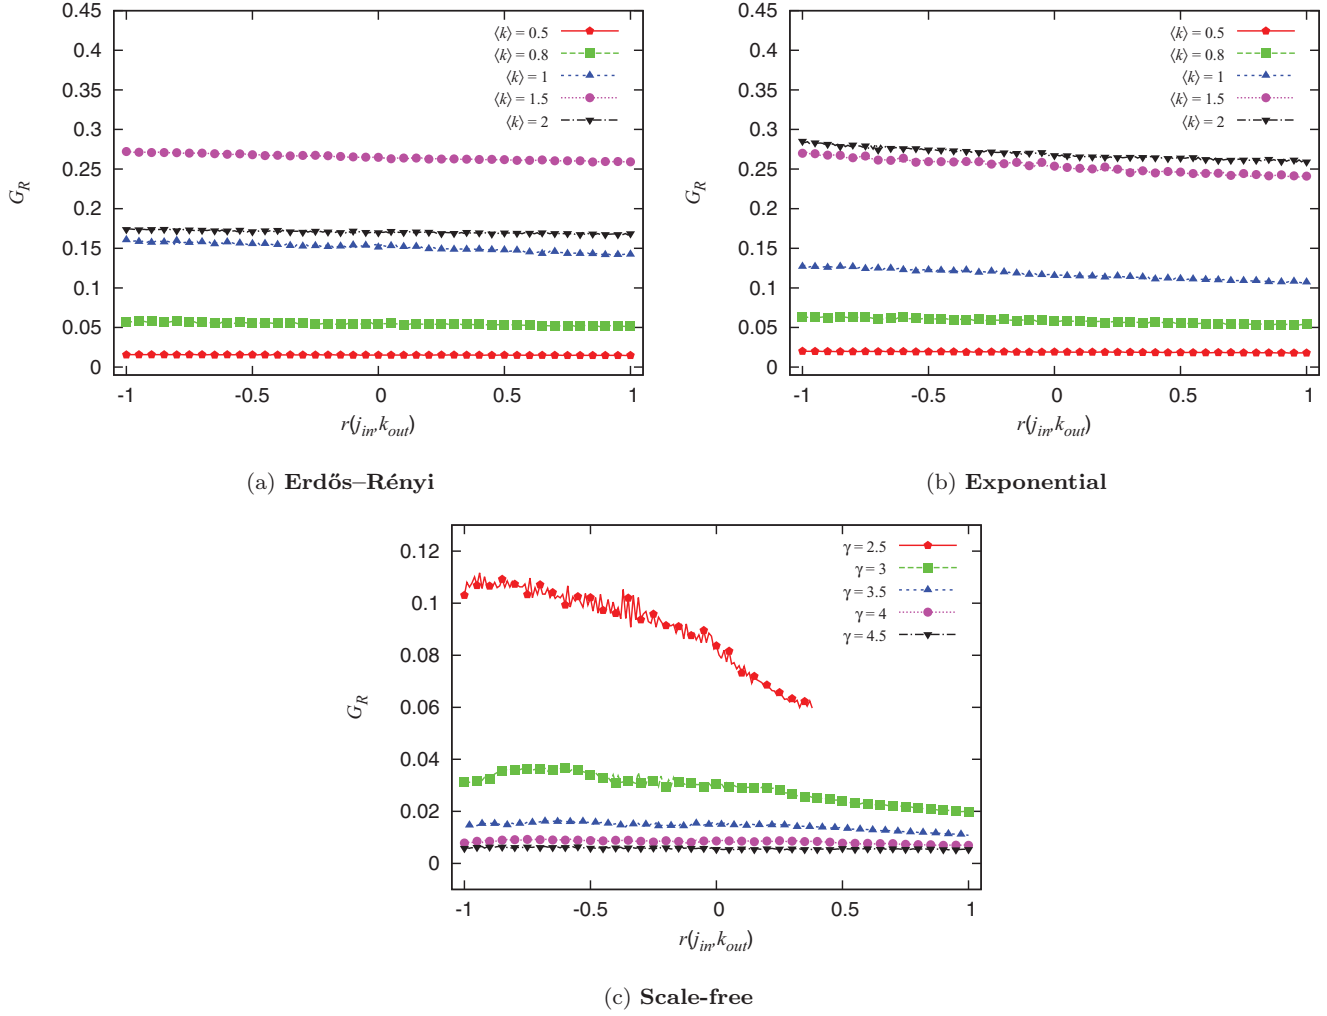 0.45
0.4
0.35
0.3
0.25
0.2
0.15
0.1
0.05
0
G_R
⟨k⟩ = 0.5
⟨k⟩ = 0.8
⟨k⟩ = 1
⟨k⟩ = 1.5
⟨k⟩ = 2
-1 -0.5 0 0.5 1
r(j_in, k_out)
(a) Erdős–Rényi
0.45
0.4
0.35
0.3
0.25
0.2
0.15
0.1
0.05
0
G_R
⟨k⟩ = 0.5
⟨k⟩ = 0.8
⟨k⟩ = 1
⟨k⟩ = 1.5
⟨k⟩ = 2
-1 -0.5 0 0.5 1
r(j_in, k_out)
(b) Exponential
0.12
0.1
0.08
0.06
0.04
0.02
0
G_R
γ = 2.5
γ = 3
γ = 3.5
γ = 4
γ = 4.5
-1 -0.5 0 0.5 1
r(j_in, k_out)
(c) Scale-free